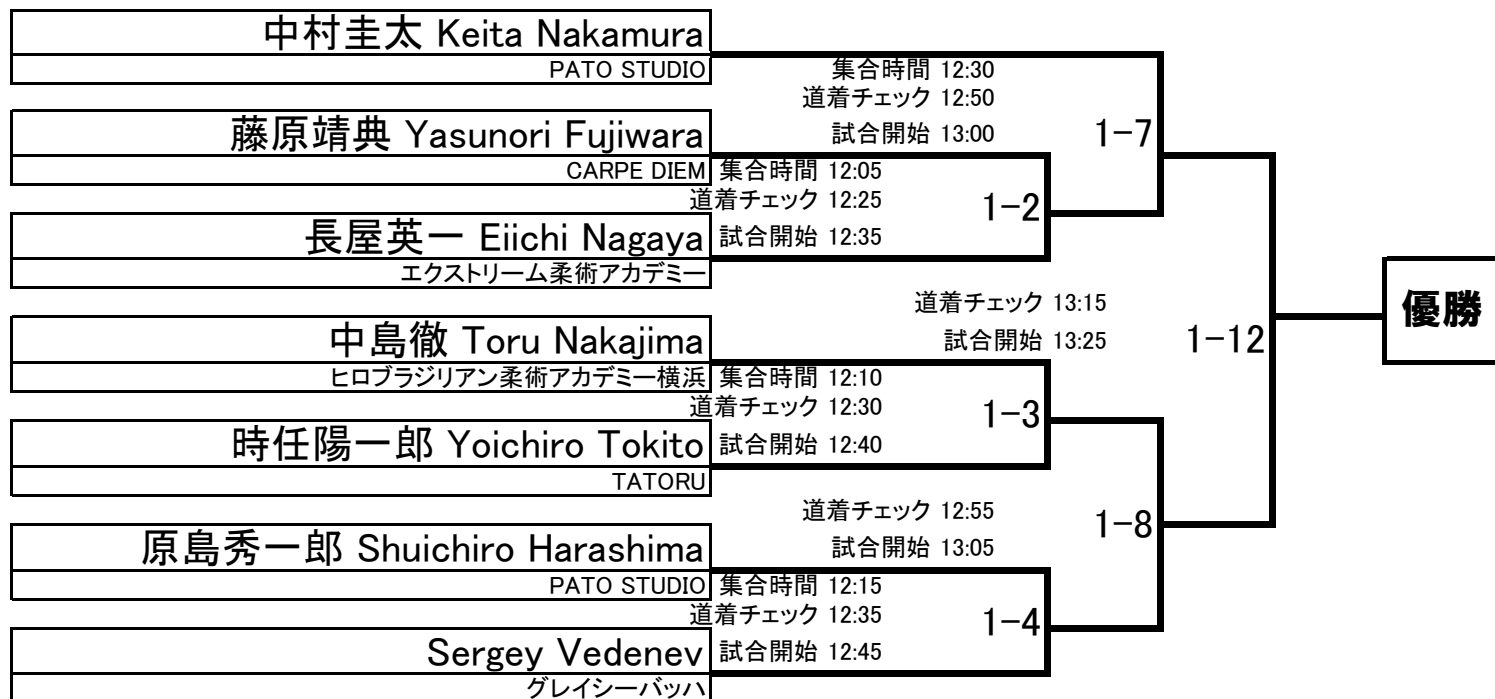 中村圭太 Keita Nakamura
PATO STUDIO
集合時間 12:30
道着チェック 12:50
試合開始 13:00
1-7
藤原靖典 Yasunori Fujiwara
CARPE DIEM
集合時間 12:05
道着チェック 12:25
試合開始 12:35
1-2
長屋英一 Eiichi Nagaya
エクストリーム柔術アカデミー
道着チェック 13:15
試合開始 13:25
1-12
優勝
中島徹 Toru Nakajima
ヒロブラジリアン柔術アカデミー横浜
集合時間 12:10
道着チェック 12:30
試合開始 12:40
1-3
時任陽一郎 Yoichiro Tokito
TATORU
道着チェック 12:55
試合開始 13:05
1-8
原島秀一郎 Shuichiro Harashima
PATO STUDIO
集合時間 12:15
道着チェック 12:35
試合開始 12:45
1-4
Sergey Vedenev
グレイシーバッハ